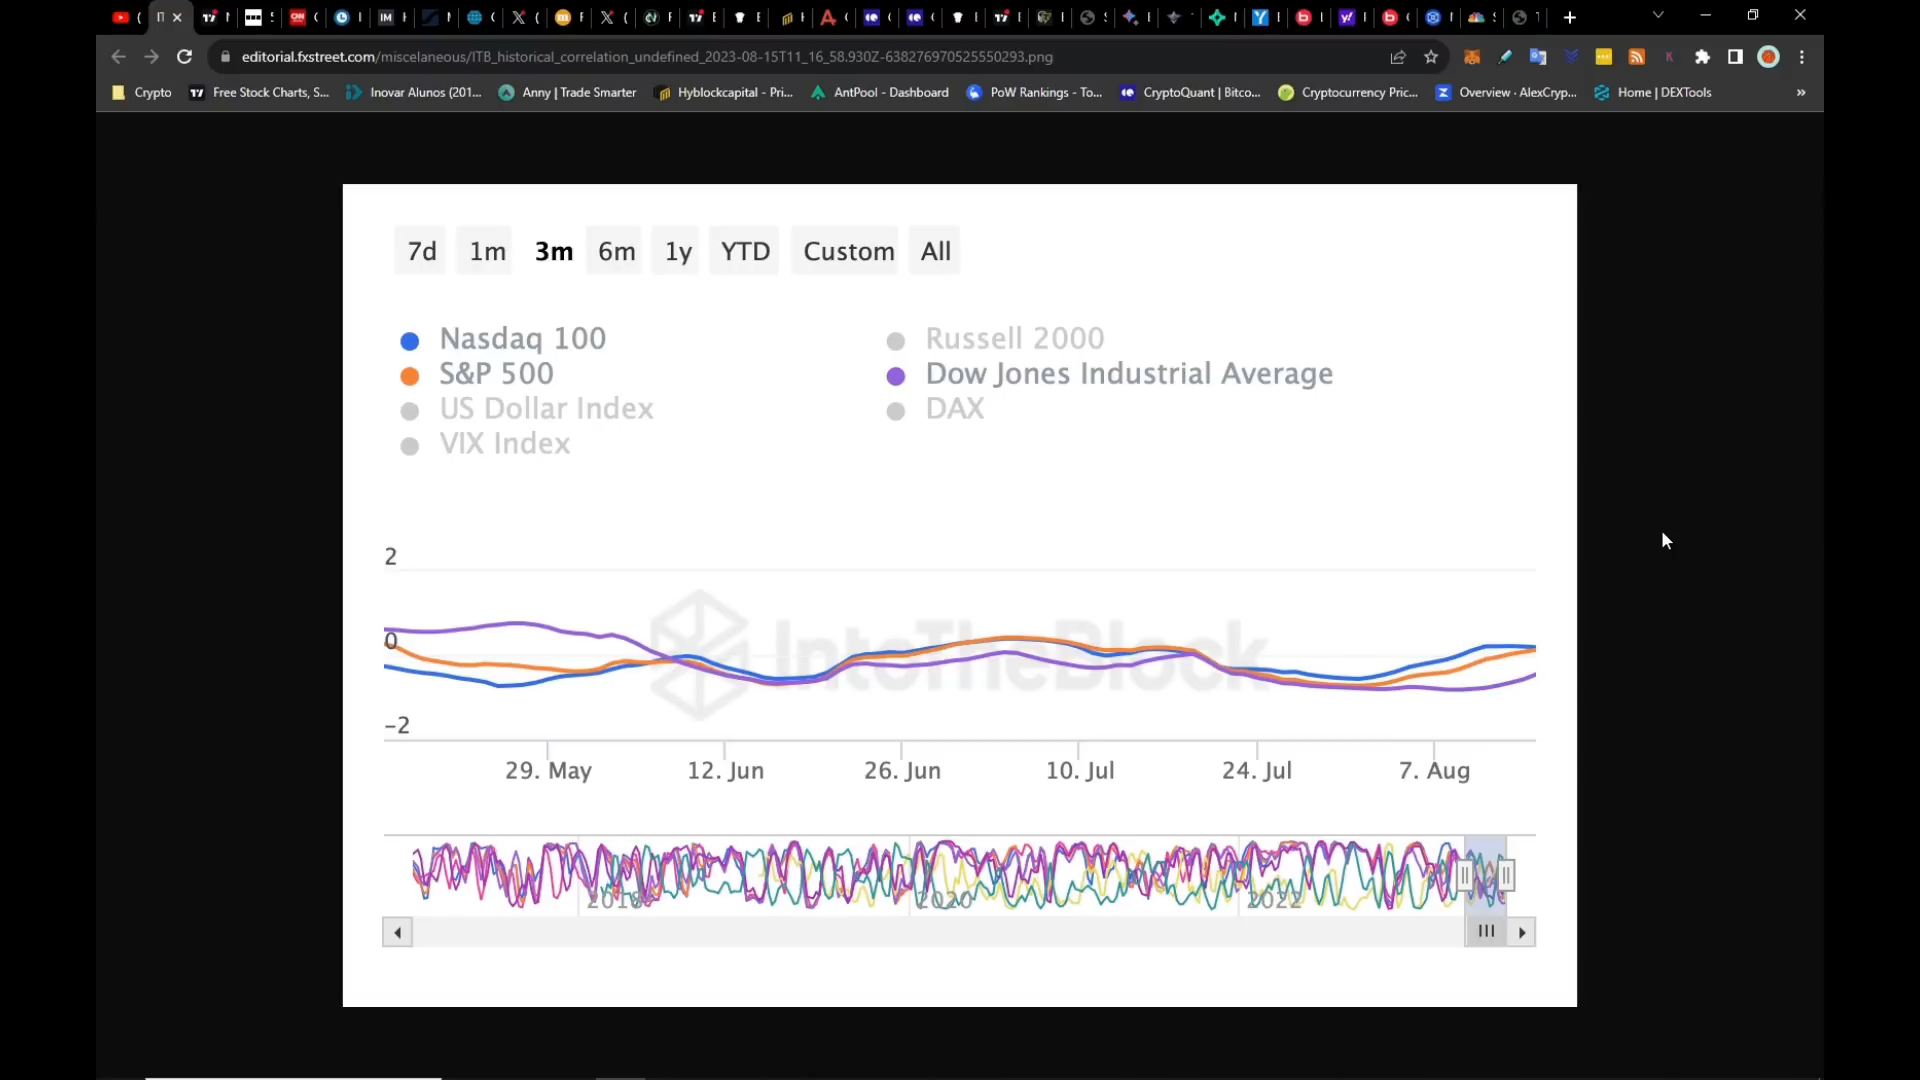 editorial.fxstreet.com/miscelaneous/ITB_historical_correlation_undefined_2023-08-15T11_16_58.930Z-638276970525550293.png
Crypto Free Stock Charts, S... Inovar Alunos (201... Anny | Trade Smarter Hyblockcapital - Pri... AntPool - Dashboard PoW Rankings - To... CryptoQuant | Bitco... Cryptocurrency Pric... Overview · AlexCryp... Home | DEXTools »
7d 1m 3m 6m 1y YTD Custom All
Nasdaq 100 Russell 2000
S&P 500 Dow Jones Industrial Average
US Dollar Index DAX
VIX Index
2
0
IntoTheBlock
-2
29. May 12. Jun 26. Jun 10. Jul 24. Jul 7. Aug
2018 2020 2022